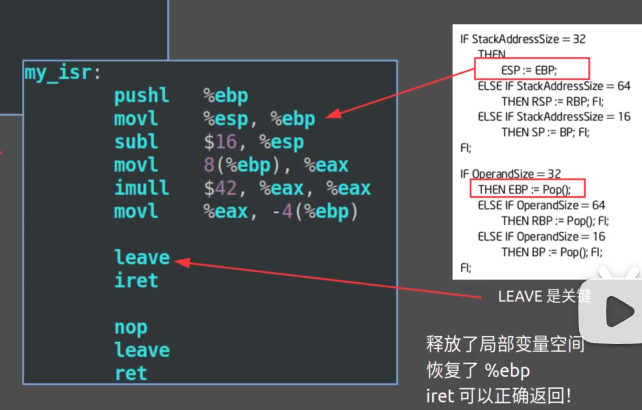 my_isr:
pushl %ebp
movl %esp, %ebp
subl $16, %esp
movl 8(%ebp), %eax
imull $42, %eax, %eax
movl %eax, -4(%ebp)
leave
iret
nop
leave
ret
IF StackAddressSize = 32
THEN
ESP := EBP;
ELSE IF StackAddressSize = 64
THEN RSP := RBP; FI;
ELSE IF StackAddressSize = 16
THEN SP := BP; FI;
FI;
IF OperandSize = 32
THEN EBP := Pop();
ELSE IF OperandSize = 64
THEN RBP := Pop(); FI;
ELSE IF OperandSize = 16
THEN BP := Pop(); FI;
FI;
LEAVE 是关键
释放了局部变量空间
恢复了 %ebp
iret 可以正确返回！